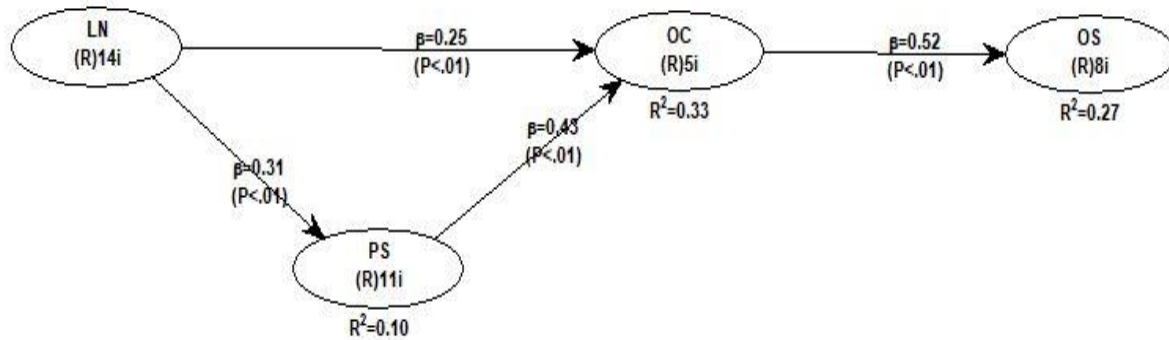 LN
(R)14i
β=0.25
(P<.01)
OC
(R)5i
R²=0.33
β=0.52
(P<.01)
OS
(R)8i
R²=0.27
β=0.31
(P<.01)
β=0.43
(P<.01)
PS
(R)11i
R²=0.10